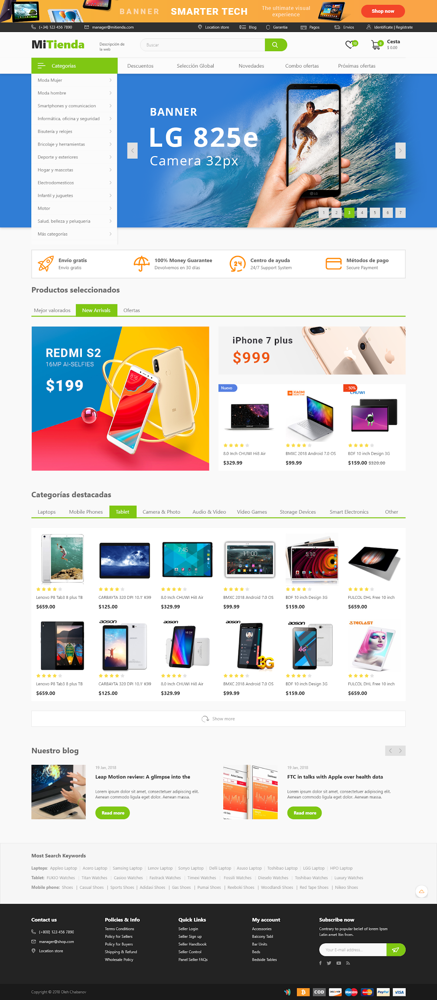 BANNER
SMARTER TECH
The ultimate visual
experience
Shop now
(+34) 123 456 7890
manager@mitienda.com
Location store
Blog
Garantia
Pagos
Envios
Identifícate | Regístrate
MiTienda
Descripción de
la web
Buscar
13
0
Cesta
$ 0.00
Categorias
Descuentos
Selección Global
Novedades
Combo ofertas
Próximas ofertas
Moda Mujer
Moda hombre
Smartphones y comunicacion
Informática, oficina y seguridad
Bisutería y relojes
Bricolaje y herramientas
Deporte y exteriores
Hogar y mascotas
Electrodomesticos
Infantil y juguetes
Motor
Salud, belleza y peluqueria
Más categorías
BANNER
LG 825e
Camera 32px
LG
1 2 3 4 5 6 7
Envío gratis
Envío gratis
100% Money Guarantee
Devolvemos en 30 días
24
Centro de ayuda
24/7 Support System
Métodos de pago
Secure Payment
Productos seleccionados
Mejor valorados
New Arrivals
Ofertas
REDMI S2
16MP AI-SELFIES
$199
8:16
iPhone 7 plus
$999
Nuevo
XIAOMI
ONLINE STORE
- 50%
CHUWI
8.0 Inch CHUWI Hi8 Air
$329.99
BMXC 2018 Android 7.0 OS
$99.99
BDF 10 inch Design 3G
$159.00 $320.00
Categorías destacadas
Laptops
Mobile Phones
Tablet
Camera & Photo
Audio & Video
Video Games
Storage Devices
Smart Electronics
Other
7:45
11:00
5:10
Lenovo P8 Tab3 8 plus TB
$659.00
CARBAYTA 320 DPI 10.1' K99
$125.00
8.0 Inch CHUWI Hi8 Air
$329.99
BMXC 2018 Android 7.0 OS
$99.99
BDF 10 inch Design 3G
$159.00
FULCOL DHL Free 10 inch
$659.00
10:33
aoson
aoson
16:54
aoson
3G
aoson
4G
TECLAST
Lenovo P8 Tab3 8 plus TB
$659.00
CARBAYTA 320 DPI 10.1' K99
$125.00
8.0 Inch CHUWI Hi8 Air
$329.99
BMXC 2018 Android 7.0 OS
$99.99
BDF 10 inch Design 3G
$159.00
FULCOL DHL Free 10 inch
$659.00
Show more
Nuestro blog
19 Jan, 2018
Leap Motion review: A glimpse into the
Lorem ipsum dolor sit amet, consectetuer adipiscing elit.
Aenean commodo ligula eget dolor. Aenean massa.
Read more
Active Calories
Dashboard
19 Jan, 2018
FTC in talks with Apple over health data
Lorem ipsum dolor sit amet, consectetuer adipiscing elit.
Aenean commodo ligula eget dolor. Aenean massa.
Read more
Most Search Keywords
Laptops: Appleo Laptop | Acero Laptop | Samsing Laptop | Lenov Laptop | Sonyo Laptop | Delli Laptop | Asuso Laptop | Toshibao Laptop | LGG Laptop | HPO Laptop
Tablet: FUKIO Watches | Titan Watches | Casioo Watches | Fastrack Watches | Timexi Watches | Fossili Watches | Dieselo Watches | Toshibao Watches | Luxury Watches
Mobile phone: Shoes | Casual Shoes | Sports Shoes | Adidasi Shoes | Gas Shoes | Pumai Shoes | Reeboki Shoes | Woodlandi Shoes | Red Tape Shoes | Nikeo Shoes
Contact us
(+800) 123 456 7890
manager@shop.com
Location store
Policies & Info
Terms Conditions
Policy for Sellers
Policy for Buyers
Shipping & Refund
Wholesale Policy
Quick Links
Seller Login
Seller Sign up
Seller Handbook
Seller Control
Panel Seller FAQs
My account
Accessories
Balcony Tabl
Bar Units
Beds
Bedside Tables
Subscribe now
Contrary to popular belief of lorem Ipsm
Latin amet ltin from.
Your E-mail address...
Copyright © 2018 Oleh Chabanov
COD
DISCOVER
Maestro
MasterCard
PayPal
VISA